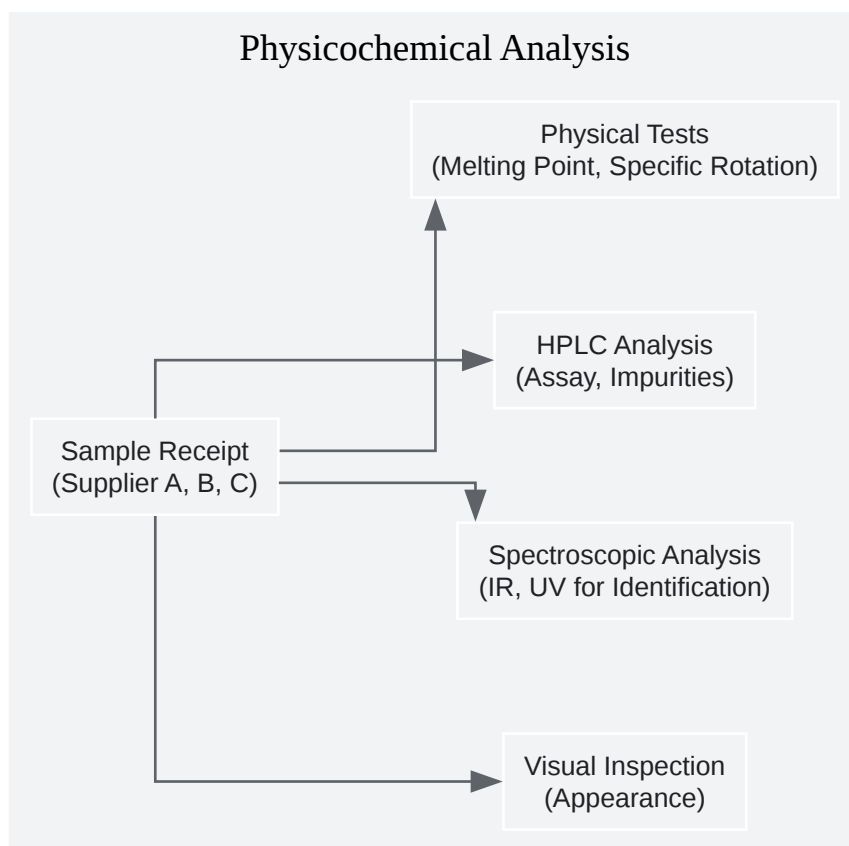 Physicochemical Analysis
Physical Tests
(Melting Point, Specific Rotation)
HPLC Analysis
(Assay, Impurities)
Sample Receipt
(Supplier A, B, C)
Spectroscopic Analysis
(IR, UV for Identification)
Visual Inspection
(Appearance)